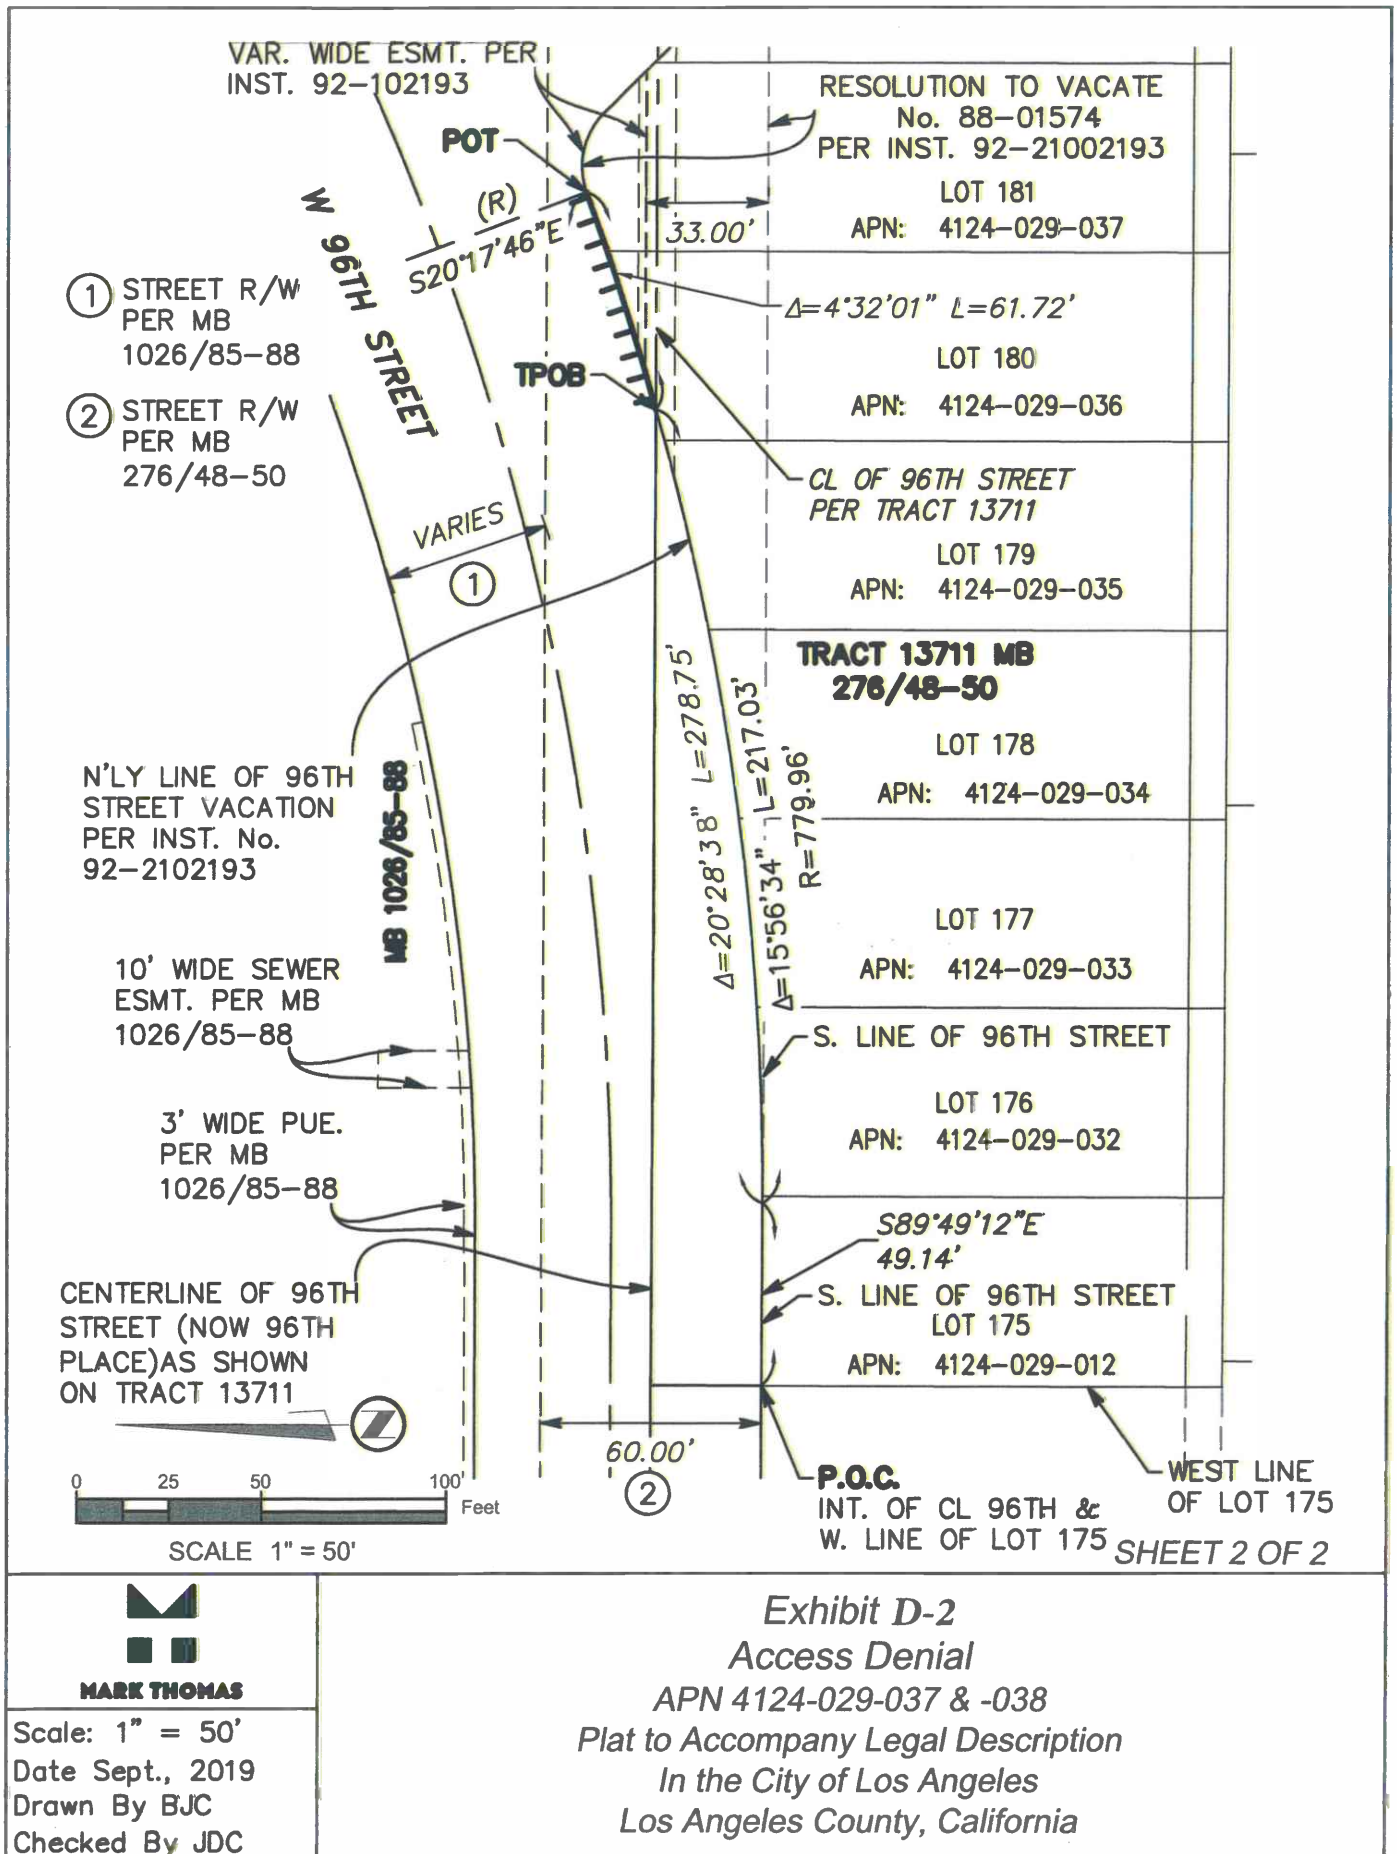 VAR. WIDE ESMT. PER
INST. 92-102193
POT
RESOLUTION TO VACATE
No. 88-01574
PER INST. 92-21002193
LOT 181
APN: 4124-029-037
33.00'
(R)
S20°17'46"E
W 96TH STREET
1 STREET R/W
PER MB
1026/85-88
2 STREET R/W
PER MB
276/48-50
Δ=4°32'01" L=61.72'
LOT 180
APN: 4124-029-036
TPOB
CL OF 96TH STREET
PER TRACT 13711
VARIES
1
LOT 179
APN: 4124-029-035
TRACT 13711 MB
276/48-50
Δ=20°28'38" L=278.75'
Δ=15°56'34" L=217.03'
R=779.96'
LOT 178
APN: 4124-029-034
N'LY LINE OF 96TH
STREET VACATION
PER INST. No.
92-2102193
MB 1026/85-88
LOT 177
APN: 4124-029-033
10' WIDE SEWER
ESMT. PER MB
1026/85-88
S. LINE OF 96TH STREET
LOT 176
APN: 4124-029-032
3' WIDE PUE.
PER MB
1026/85-88
S89°49'12"E
49.14'
S. LINE OF 96TH STREET
LOT 175
APN: 4124-029-012
CENTERLINE OF 96TH
STREET (NOW 96TH
PLACE)AS SHOWN
ON TRACT 13711
Z
60.00'
2
P.O.C.
INT. OF CL 96TH &
W. LINE OF LOT 175
WEST LINE
OF LOT 175
0 25 50 100'
Feet
SCALE 1" = 50'
SHEET 2 OF 2
MARK THOMAS
Scale: 1" = 50'
Date Sept., 2019
Drawn By BJC
Checked By JDC
Exhibit D-2
Access Denial
APN 4124-029-037 & -038
Plat to Accompany Legal Description
In the City of Los Angeles
Los Angeles County, California